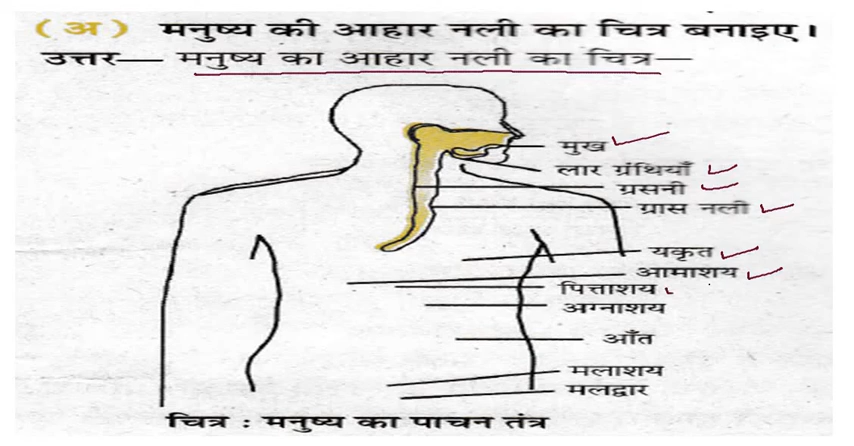 ( अ ) मनुष्य की आहार नली का चित्र बनाइए।
उत्तर— मनुष्य का आहार नली का चित्र—
मुख
लार ग्रंथियाँ
ग्रसनी
ग्रास नली
यकृत
आमाशय
पित्ताशय
अग्नाशय
आँत
मलाशय
मलद्वार
चित्र : मनुष्य का पाचन तंत्र